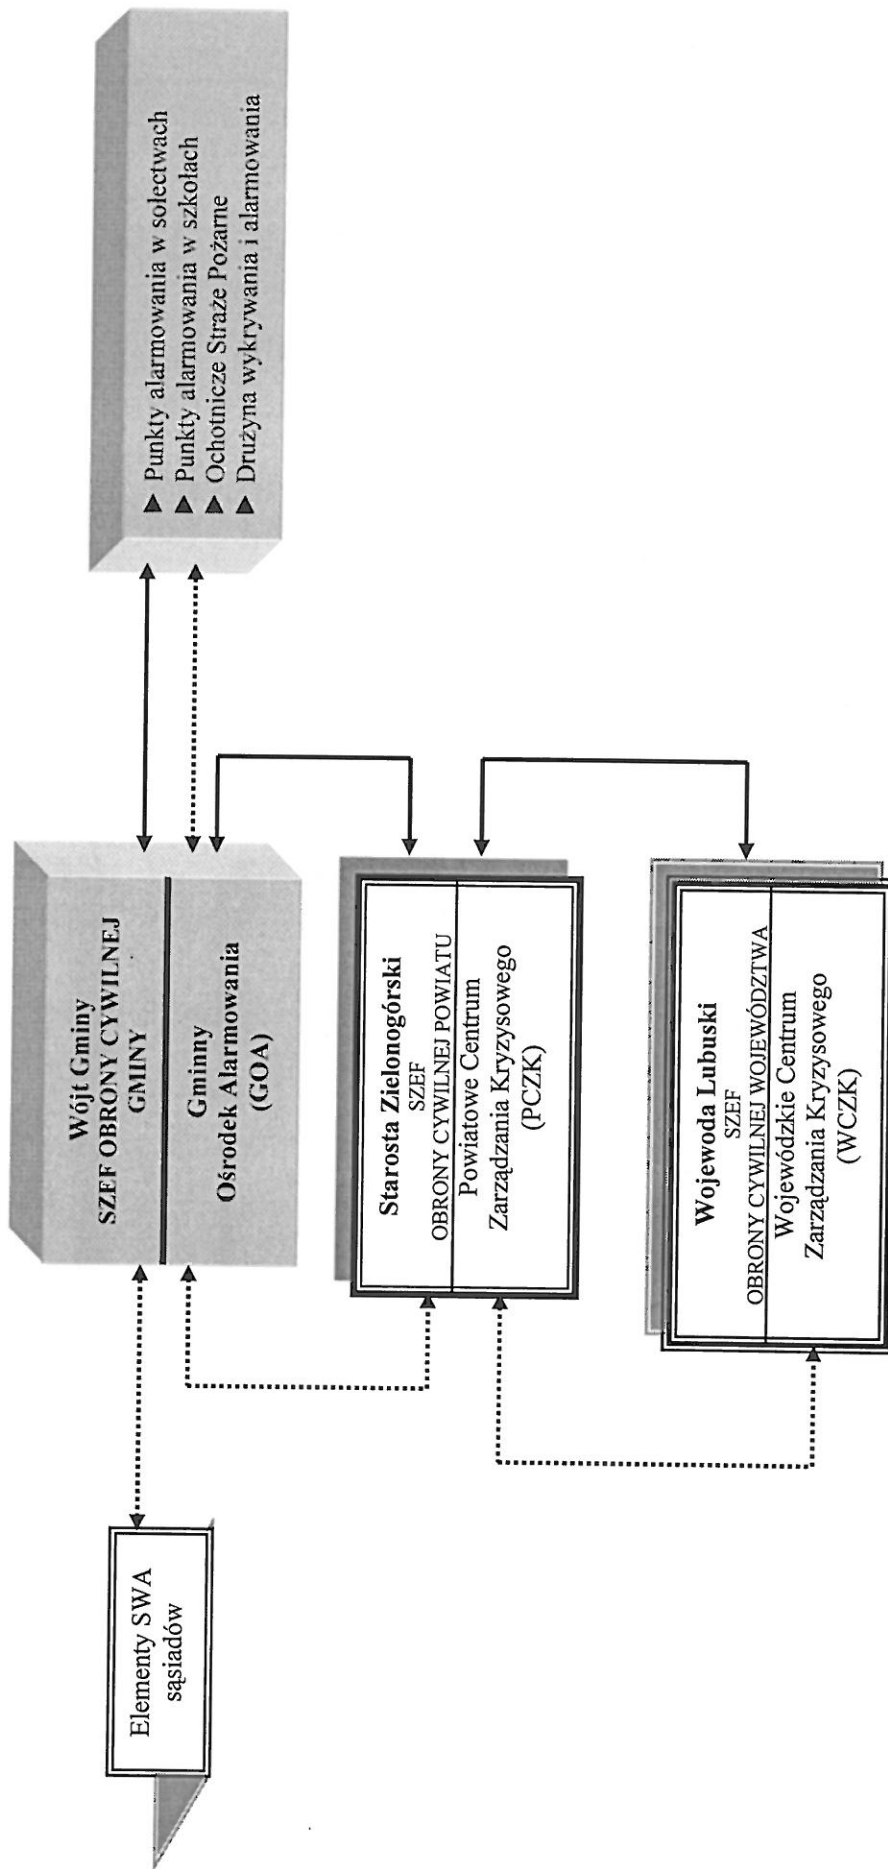 Elementy SWA
sąsiadów
Wójt Gminy
SZEF OBRONY CYWILNEJ
GMINY
Gminny
Ośrodek Alarmowania
(GOA)
Punkty alarmowania w sołectwach
Punkty alarmowania w szkołach
Ochotnicze Straże Pożarne
Drużyna wykrywania i alarmowania
Starosta Zielonogórski
SZEF
OBRONY CYWILNEJ POWIATU
Powiatowe Centrum
Zarządzania Kryzysowego
(PCZK)
Wojewoda Lubuski
SZEF
OBRONY CYWILNEJ WOJEWÓDZTWA
Wojewódzkie Centrum
Zarządzania Kryzysowego
(WCZK)